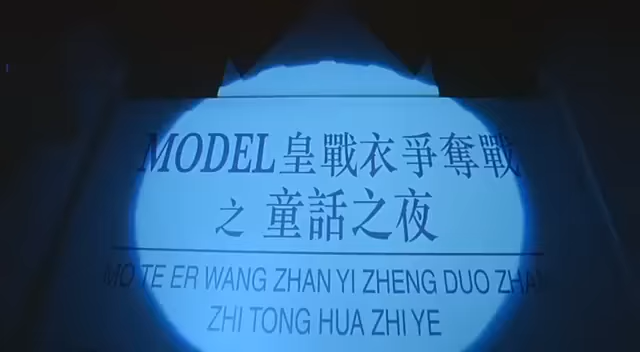 MODEL皇戰衣爭奪戰
之 童話之夜
MO TE ER WANG ZHAN YI ZHENG DUO ZHAN
ZHI TONG HUA ZHI YE